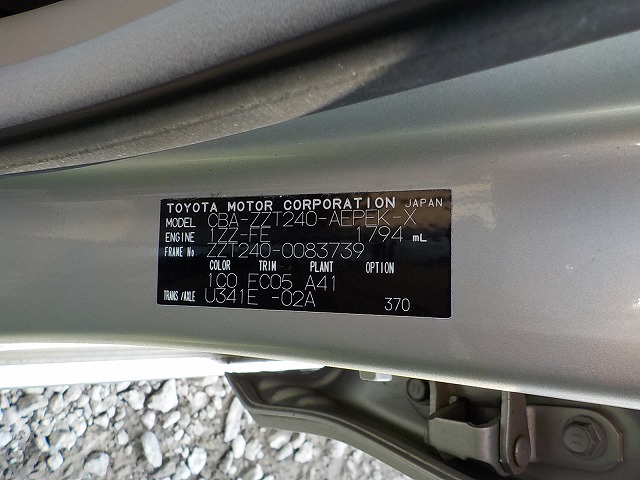 TOYOTA MOTOR CORPORATION JAPAN
MODEL CBA-ZZT240-AEPEK-X
ENGINE 1ZZ-FE 1794 mL
FRAME No ZZT240-0083739
COLOR TRIM PLANT OPTION
1C0 FC05 A41
TRANS/AXLE U341E -02A 370